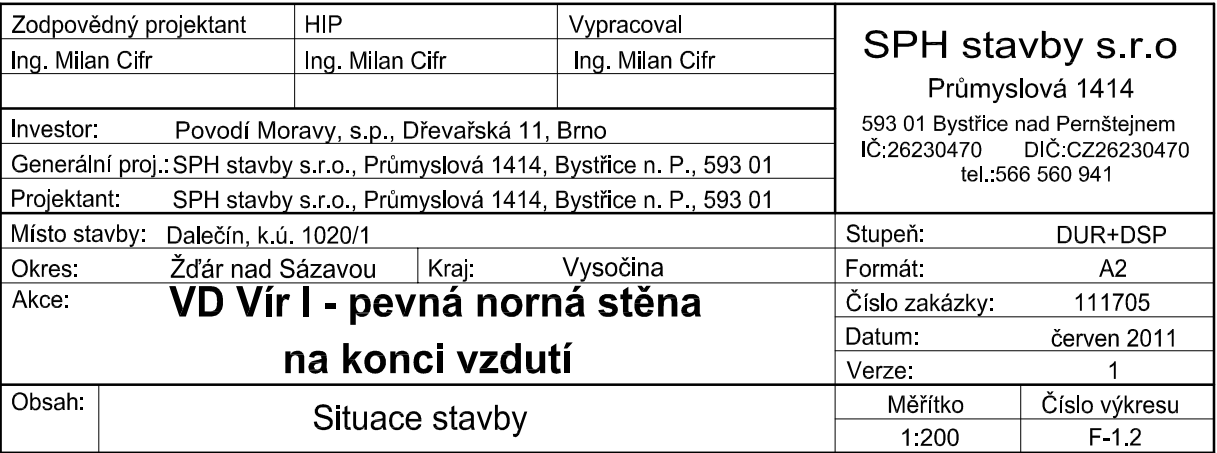 Zodpovědný projektant HIP Vypracoval
Ing. Milan Cifr Ing. Milan Cifr Ing. Milan Cifr
SPH stavby s.r.o
Průmyslová 1414
593 01 Bystřice nad Pernštejnem
IČ:26230470 DIČ:CZ26230470
tel.:566 560 941
Investor: Povodí Moravy, s.p., Dřevařská 11, Brno
Generální proj.: SPH stavby s.r.o., Průmyslová 1414, Bystřice n. P., 593 01
Projektant: SPH stavby s.r.o., Průmyslová 1414, Bystřice n. P., 593 01
Místo stavby: Dalečín, k.ú. 1020/1
Okres: Žďár nad Sázavou Kraj: Vysočina
Akce: VD Vír I - pevná norná stěna
na konci vzdutí
Stupeň: DUR+DSP
Formát: A2
Číslo zakázky: 111705
Datum: červen 2011
Verze: 1
Obsah: Situace stavby
Měřítko Číslo výkresu
1:200 F-1.2